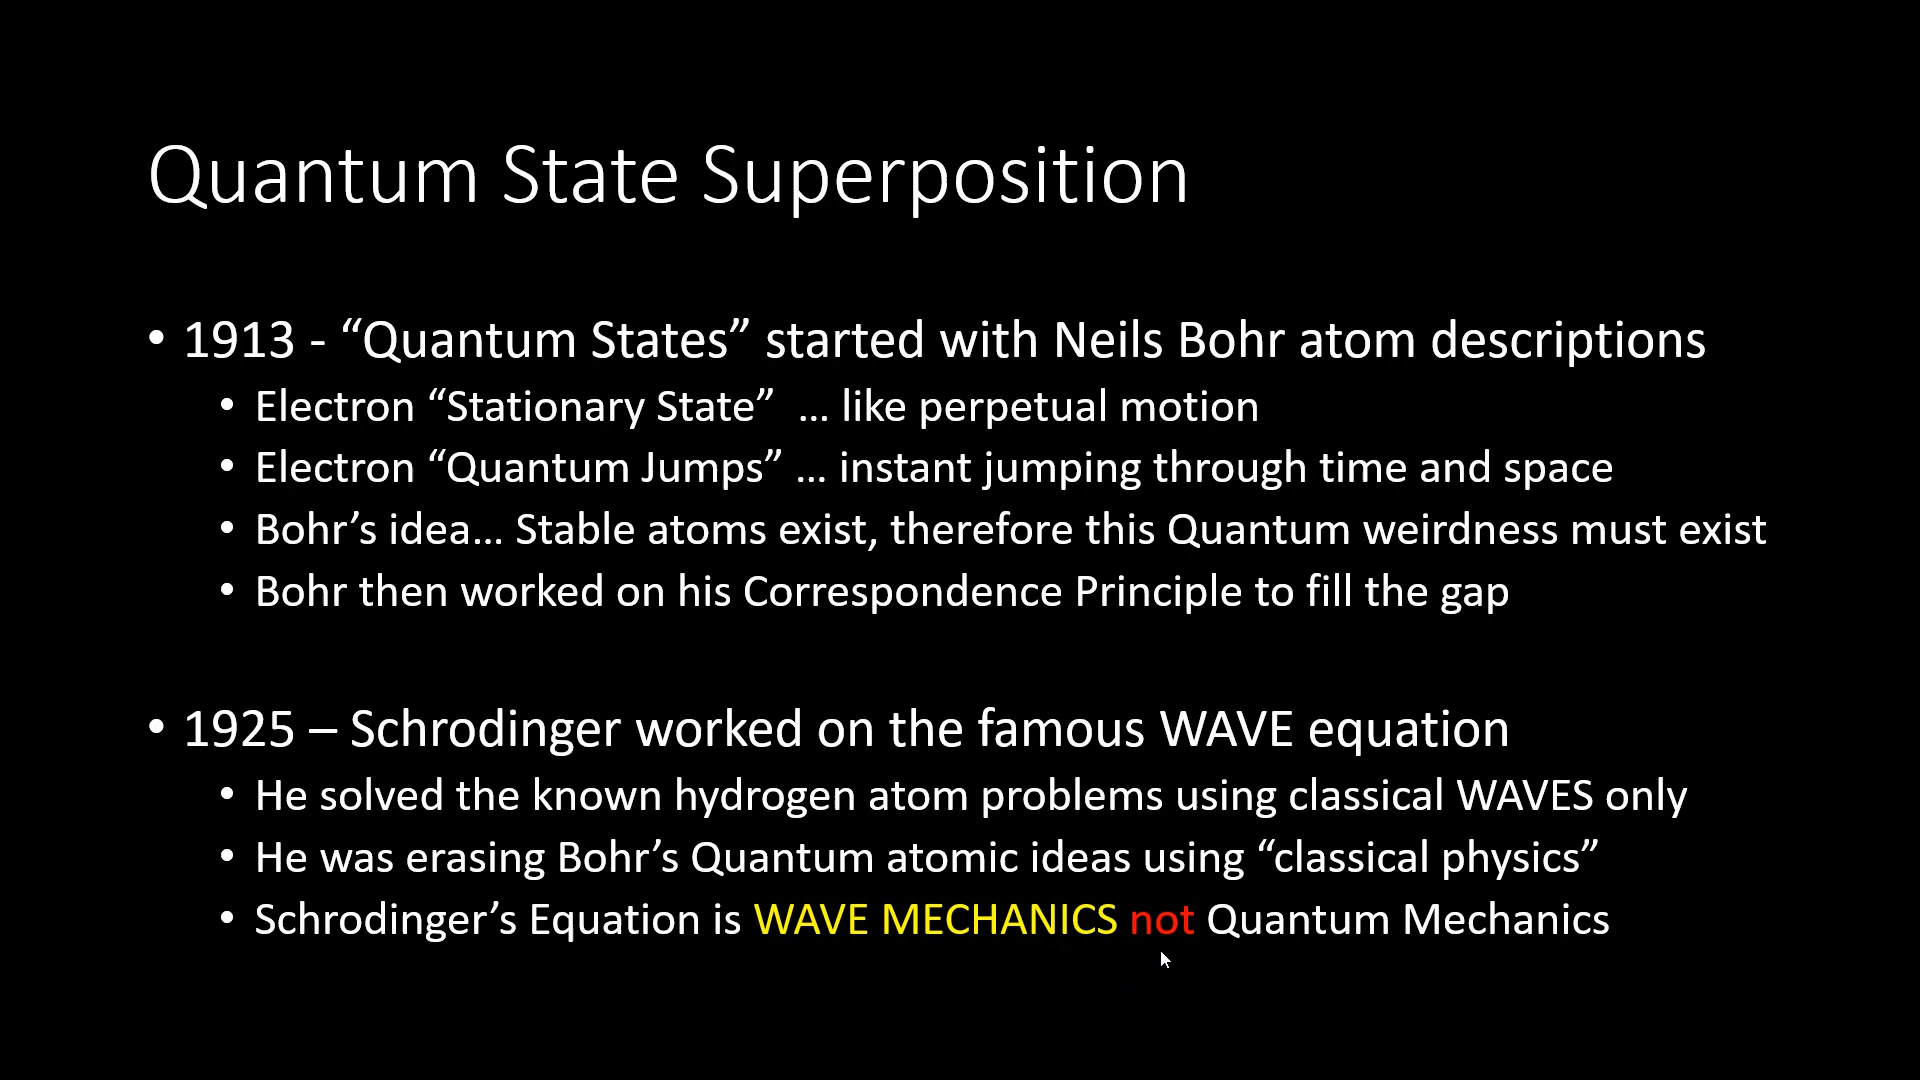 Quantum State Superposition
• 1913 - “Quantum States” started with Neils Bohr atom descriptions
• Electron “Stationary State”  ... like perpetual motion
• Electron “Quantum Jumps” ... instant jumping through time and space
• Bohr’s idea... Stable atoms exist, therefore this Quantum weirdness must exist
• Bohr then worked on his Correspondence Principle to fill the gap
• 1925 – Schrodinger worked on the famous WAVE equation
• He solved the known hydrogen atom problems using classical WAVES only
• He was erasing Bohr’s Quantum atomic ideas using “classical physics”
• Schrodinger’s Equation is WAVE MECHANICS not Quantum Mechanics